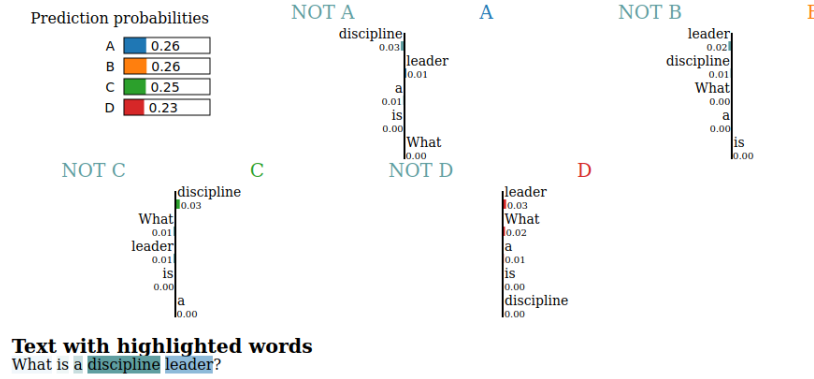 Prediction probabilities
A 0.26
B 0.26
C 0.25
D 0.23
NOT A A
discipline
0.03
leader
0.01
a
0.01
is
0.00
What
0.00
NOT B
leader
0.02
discipline
0.01
What
0.00
a
0.00
is
0.00
NOT C C
discipline
0.03
What
0.01
leader
0.01
is
0.00
a
0.00
NOT D D
leader
0.03
What
0.02
a
0.01
is
0.00
discipline
0.00
Text with highlighted words
What is a discipline leader?